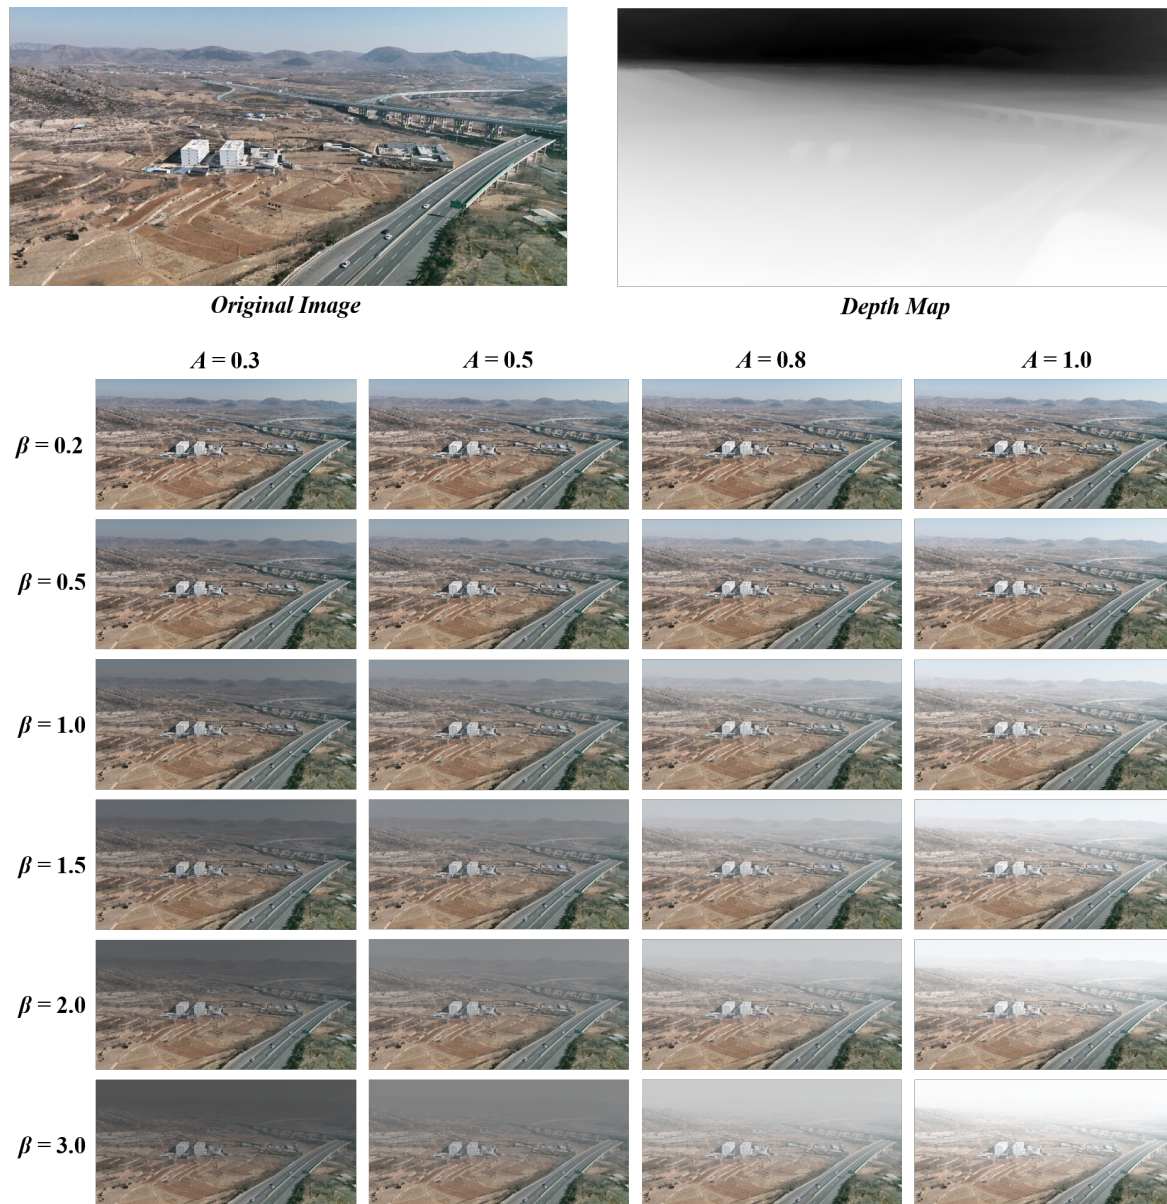 Original Image
Depth Map
A = 0.3
A = 0.5
A = 0.8
A = 1.0
β = 0.2
β = 0.5
β = 1.0
β = 1.5
β = 2.0
β = 3.0